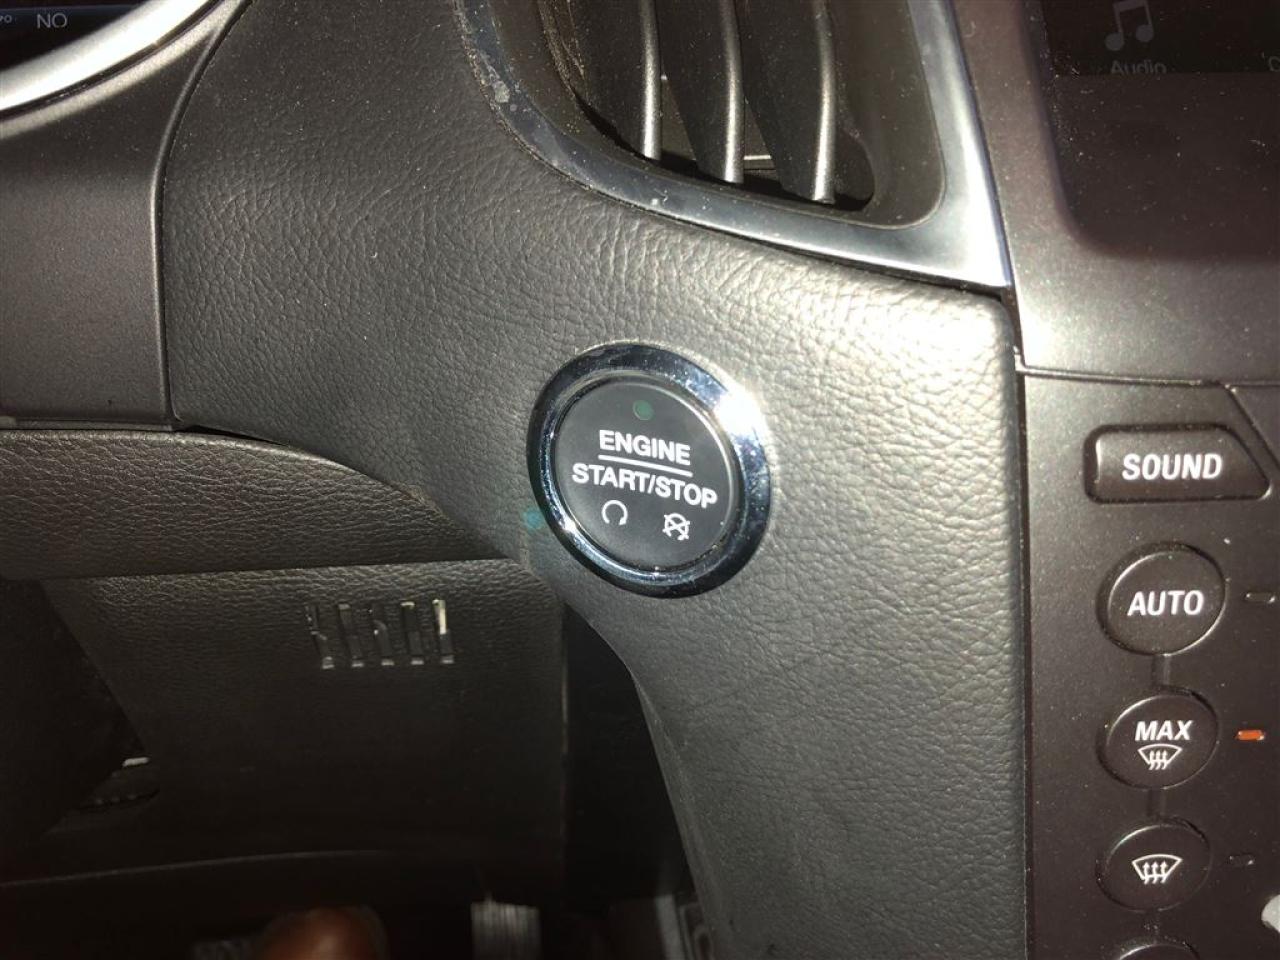 NO
Audio
ENGINE
START/STOP
SOUND
AUTO
MAX